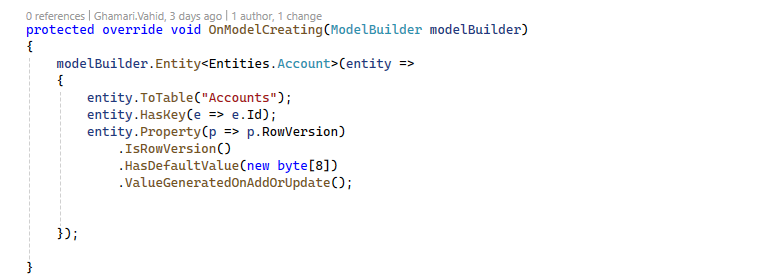 0 references | Ghamari.Vahid, 3 days ago | 1 author, 1 change
protected override void OnModelCreating(ModelBuilder modelBuilder)
{
modelBuilder.Entity<Entities.Account>(entity =>
{
entity.ToTable("Accounts");
entity.HasKey(e => e.Id);
entity.Property(p => p.RowVersion)
.IsRowVersion()
.HasDefaultValue(new byte[8])
.ValueGeneratedOnAddOrUpdate();
});
}